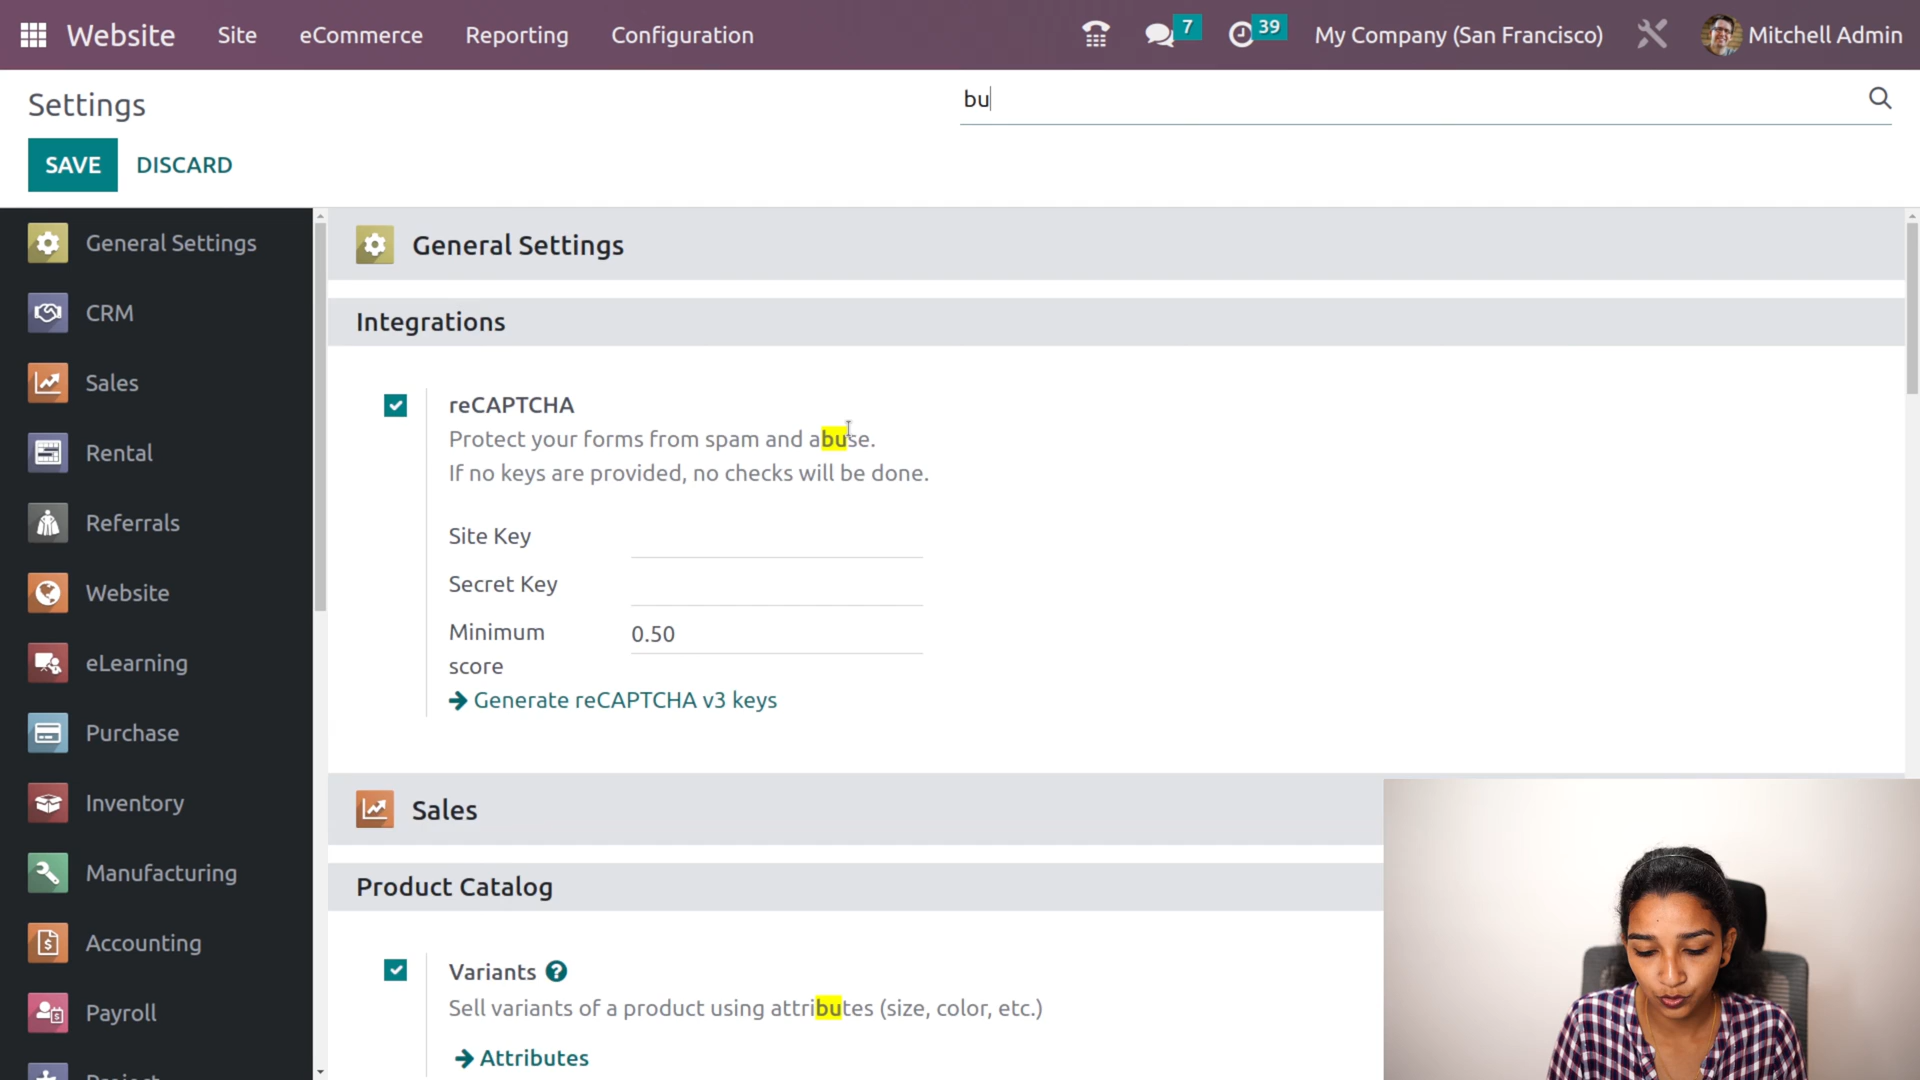 Website Site eCommerce Reporting Configuration 7 39 My Company (San Francisco) Mitchell Admin
Settings
bu
SAVE DISCARD
General Settings
CRM
Sales
Rental
Referrals
Website
eLearning
Purchase
Inventory
Manufacturing
Accounting
Payroll
General Settings
Integrations
reCAPTCHA
Protect your forms from spam and abuse.
If no keys are provided, no checks will be done.
Site Key
Secret Key
Minimum score 0.50
Generate reCAPTCHA v3 keys
Sales
Product Catalog
Variants ?
Sell variants of a product using attributes (size, color, etc.)
Attributes